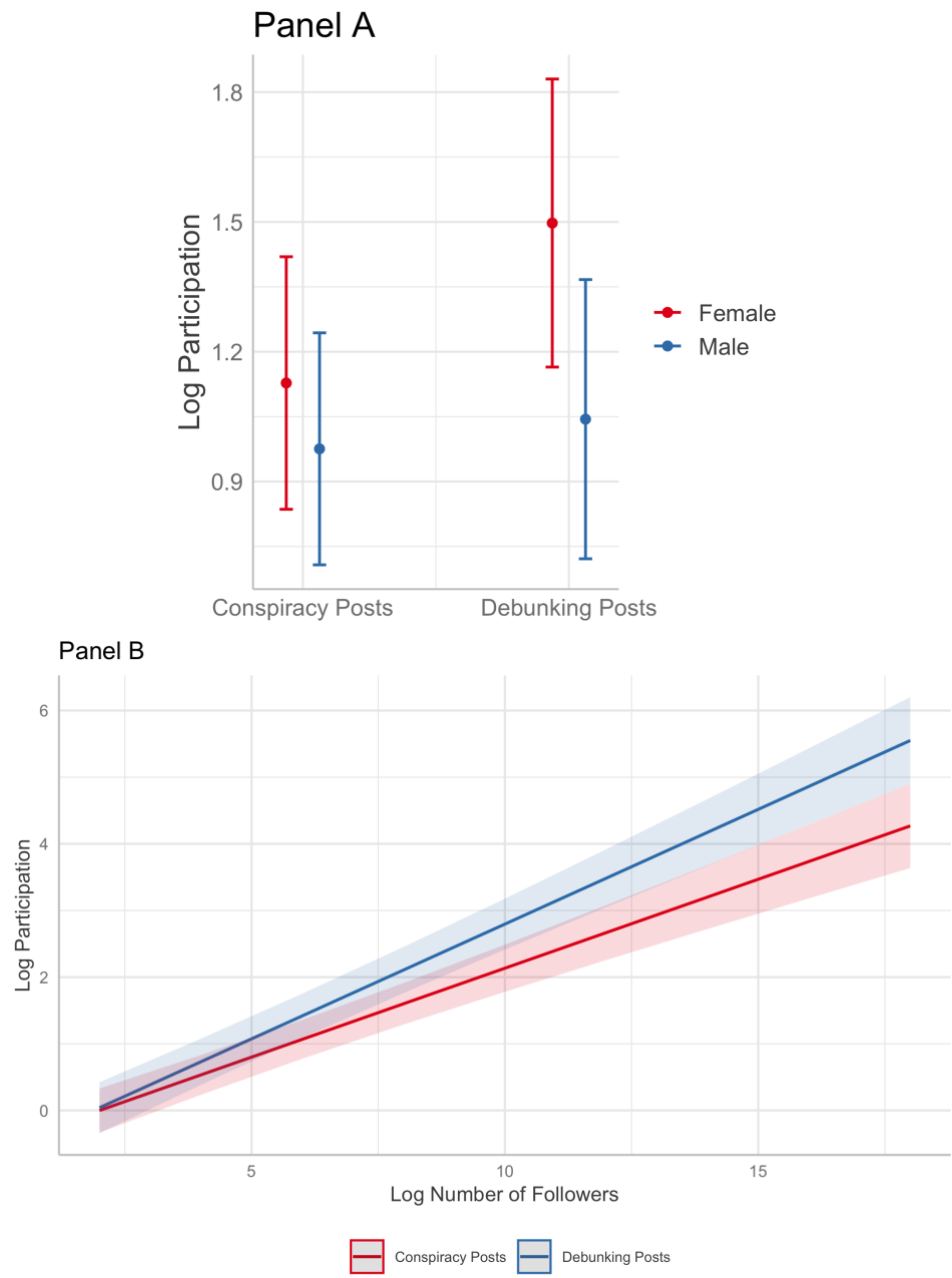 Panel A
Log Participation
1.8
1.5
1.2
0.9
Conspiracy Posts Debunking Posts
Female
Male
Panel B
Log Participation
6
4
2
0
5 10 15
Log Number of Followers
Conspiracy Posts Debunking Posts